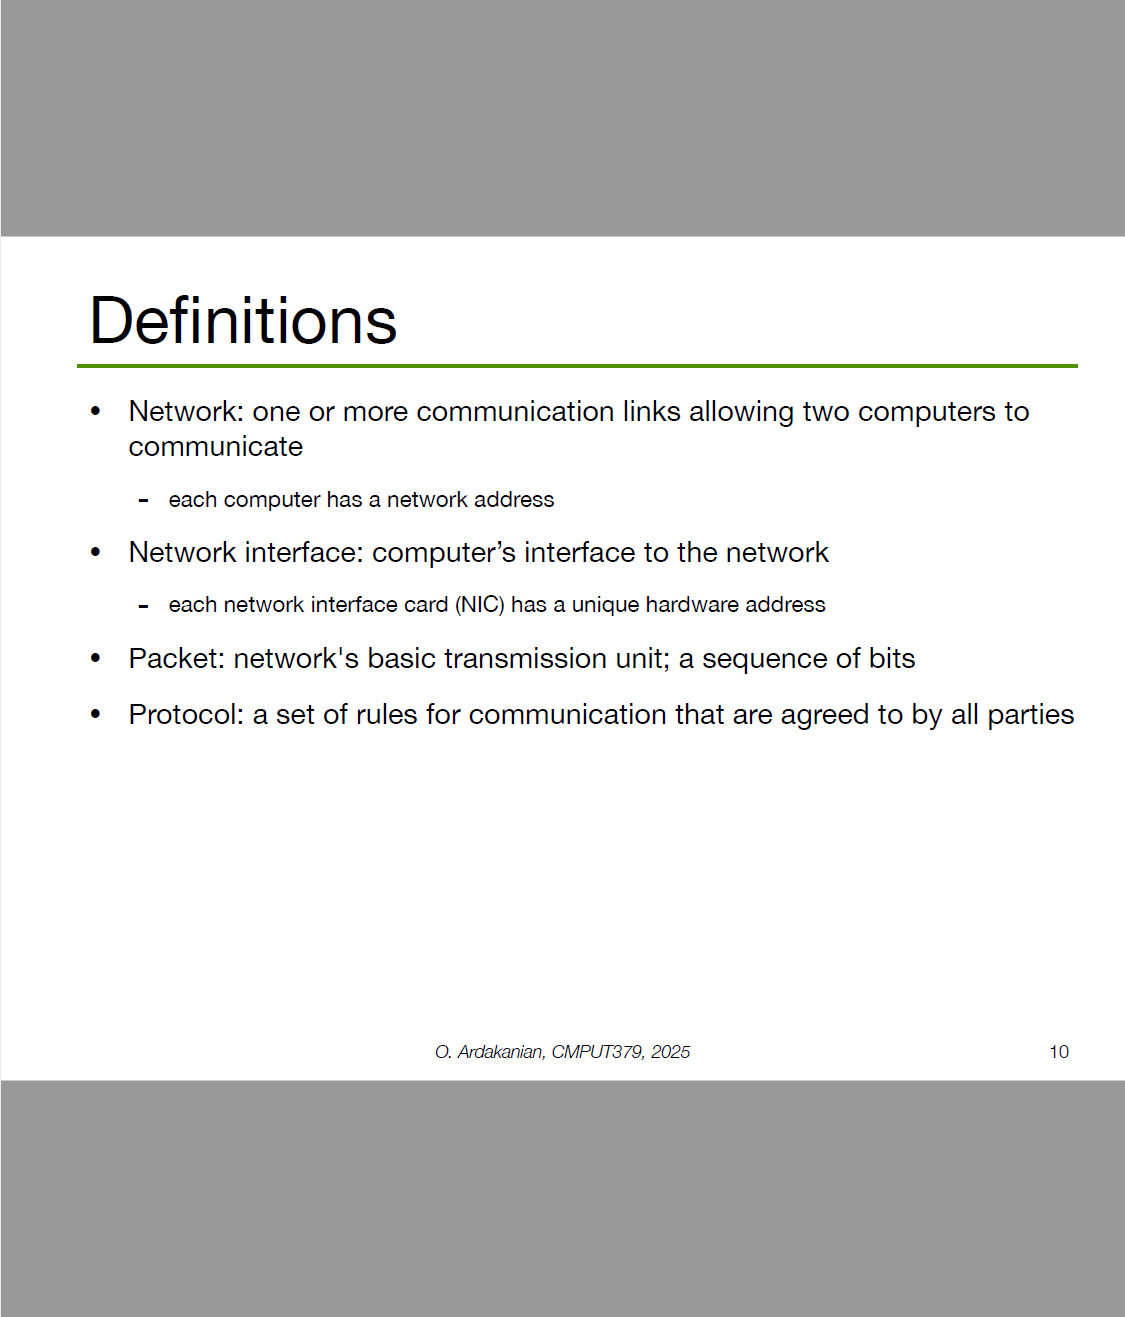 Definitions
• Network: one or more communication links allowing two computers to
communicate
- each computer has a network address
• Network interface: computer’s interface to the network
- each network interface card (NIC) has a unique hardware address
• Packet: network's basic transmission unit; a sequence of bits
• Protocol: a set of rules for communication that are agreed to by all parties
O. Ardakanian, CMPUT379, 2025
10